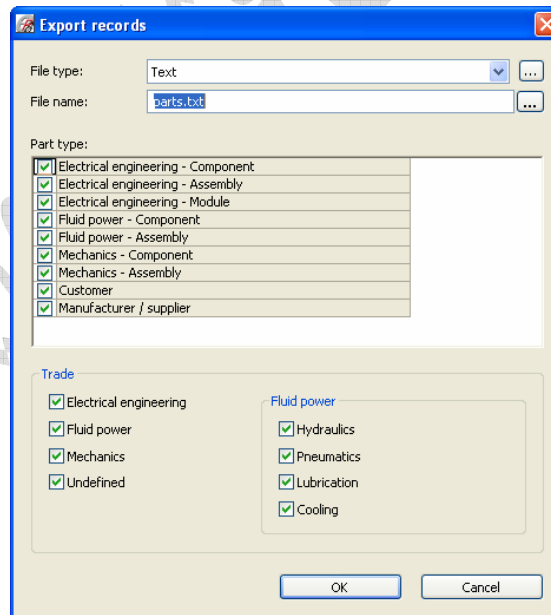 Export records
File type: Text ...
File name: parts.txt ...
Part type:
Electrical engineering - Component
Electrical engineering - Assembly
Electrical engineering - Module
Fluid power - Component
Fluid power - Assembly
Mechanics - Component
Mechanics - Assembly
Customer
Manufacturer / supplier
Trade
Electrical engineering
Fluid power
Mechanics
Undefined
Fluid power
Hydraulics
Pneumatics
Lubrication
Cooling
OK Cancel